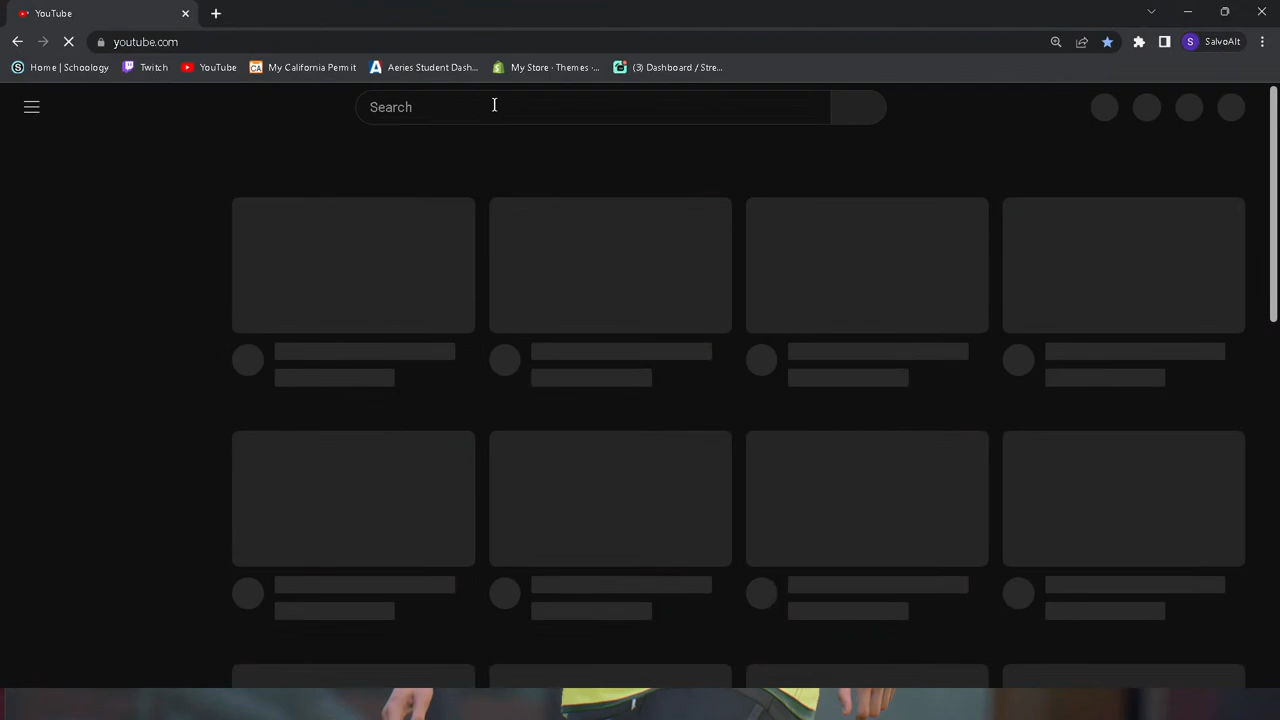 YouTube
youtube.com
SalvoAlt
Home | Schoology
Twitch
YouTube
My California Permit
Aeries Student Dash...
My Store · Themes ·...
(3) Dashboard / Stre...
Search